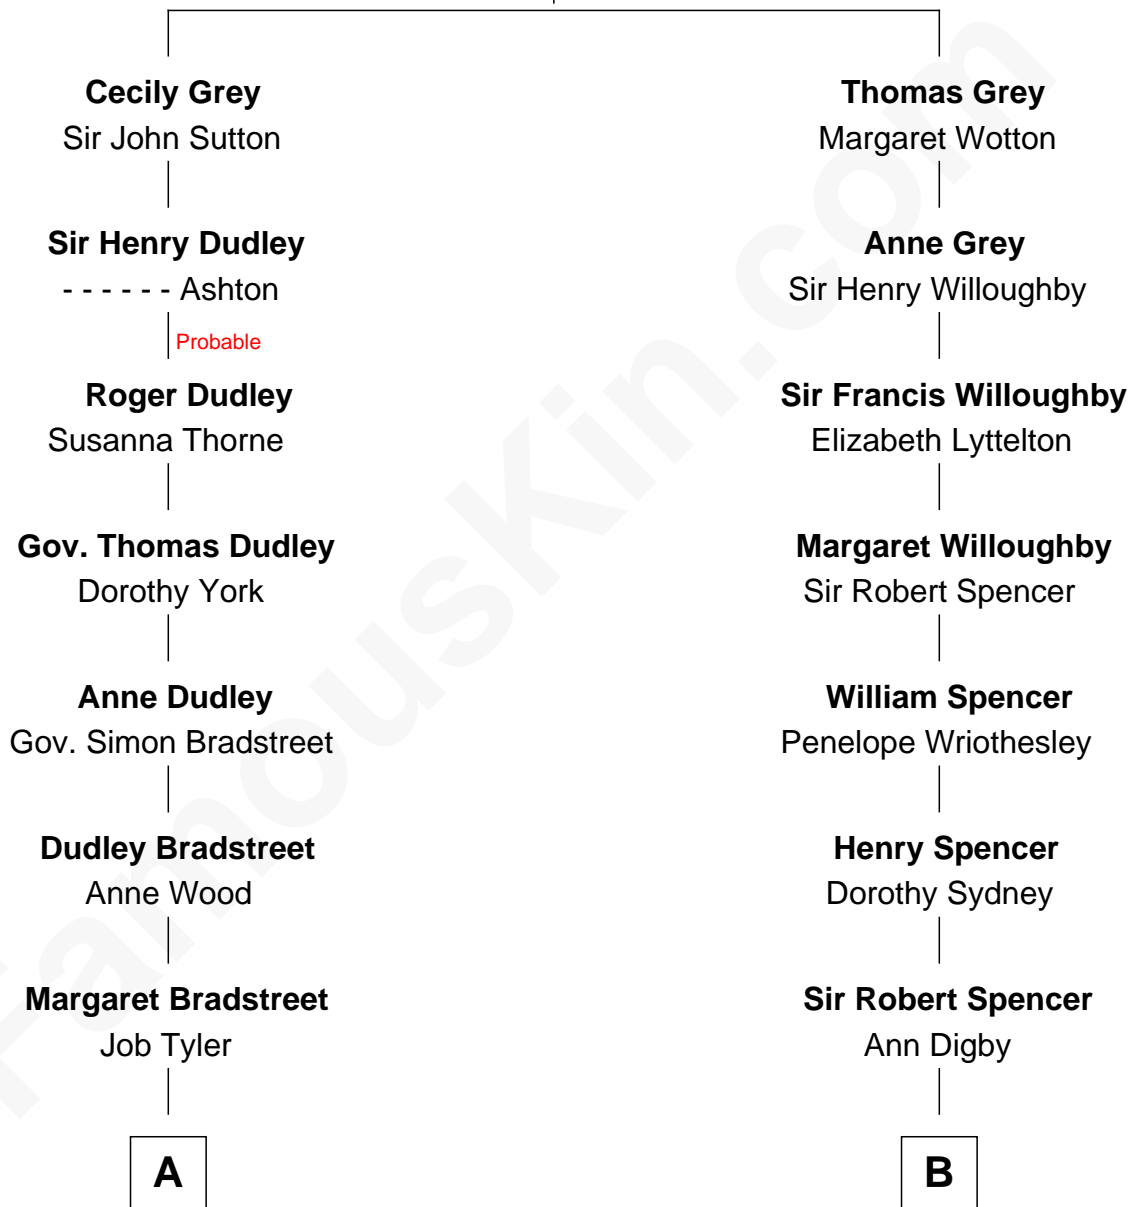 Cecily Grey
Sir John Sutton
Sir Henry Dudley
- - - - - - Ashton
Probable
Roger Dudley
Susanna Thorne
Gov. Thomas Dudley
Dorothy York
Anne Dudley
Gov. Simon Bradstreet
Dudley Bradstreet
Anne Wood
Margaret Bradstreet
Job Tyler
A
Thomas Grey
Margaret Wotton
Anne Grey
Sir Henry Willoughby
Sir Francis Willoughby
Elizabeth Lyttelton
Margaret Willoughby
Sir Robert Spencer
William Spencer
Penelope Wriothesley
Henry Spencer
Dorothy Sydney
Sir Robert Spencer
Ann Digby
B
FamousKin.com